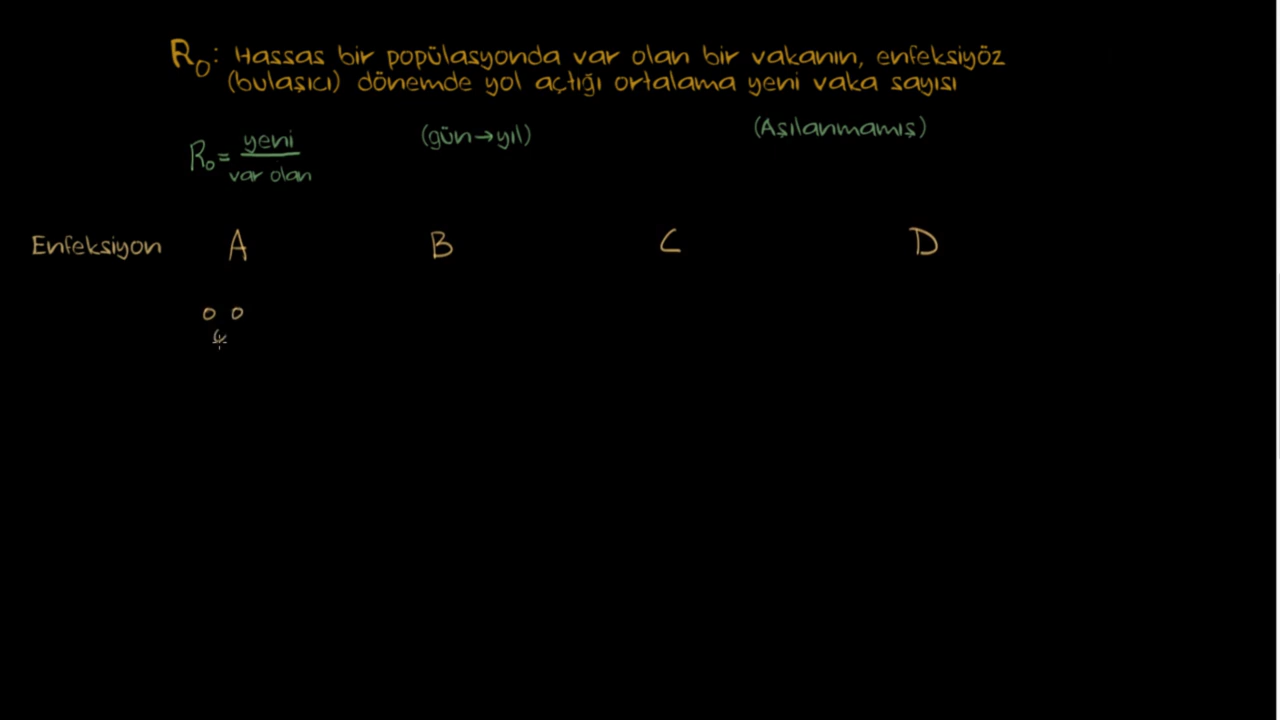 R₀: Hassas bir popülasyonda var olan bir vakanın, enfeksiyöz
(bulaşıcı) dönemde yol açtığı ortalama yeni vaka sayısı
R₀ = yeni / var olan
(gün→yıl)
(Aşılanmamış)
Enfeksiyon A B C D